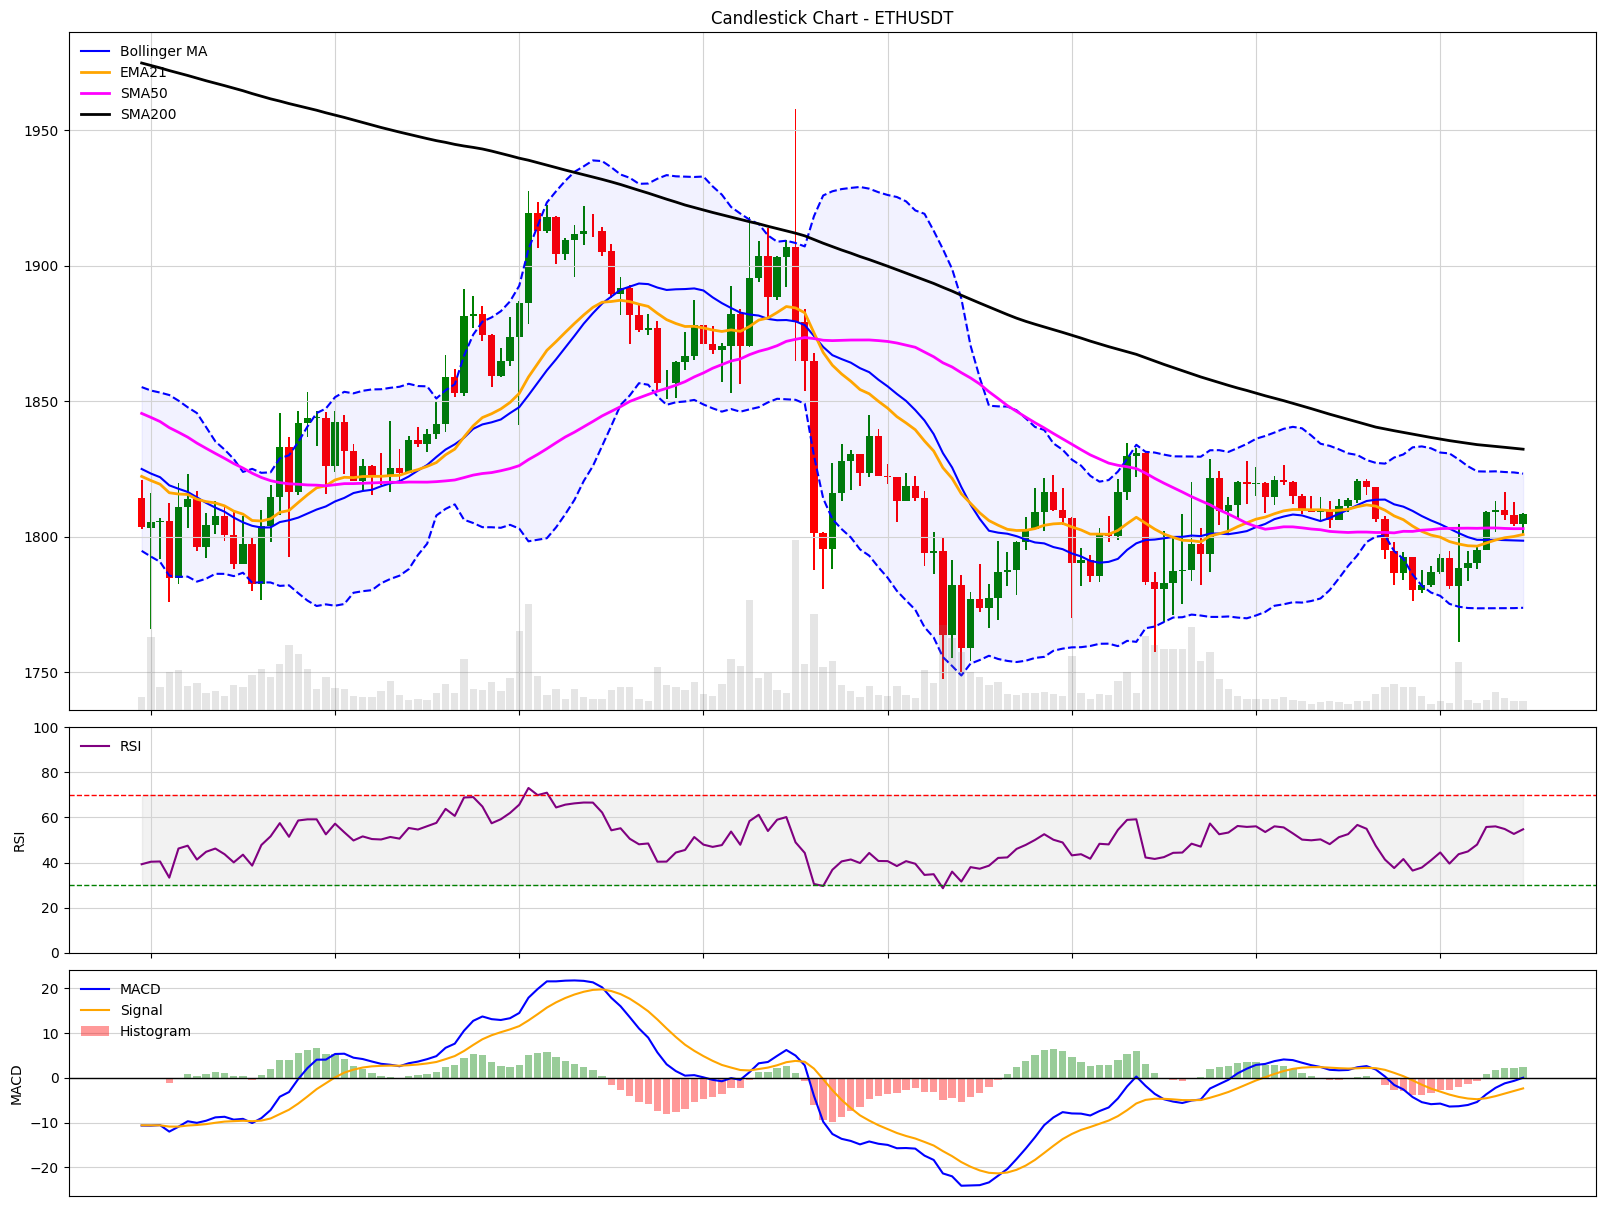 Candlestick Chart - ETHUSDT
Bollinger MA
EMA21
SMA50
SMA200
1950
1900
1850
1800
1750
RSI
100
80
60
40
20
0
RSI
MACD
Signal
Histogram
20
10
0
−10
−20
MACD